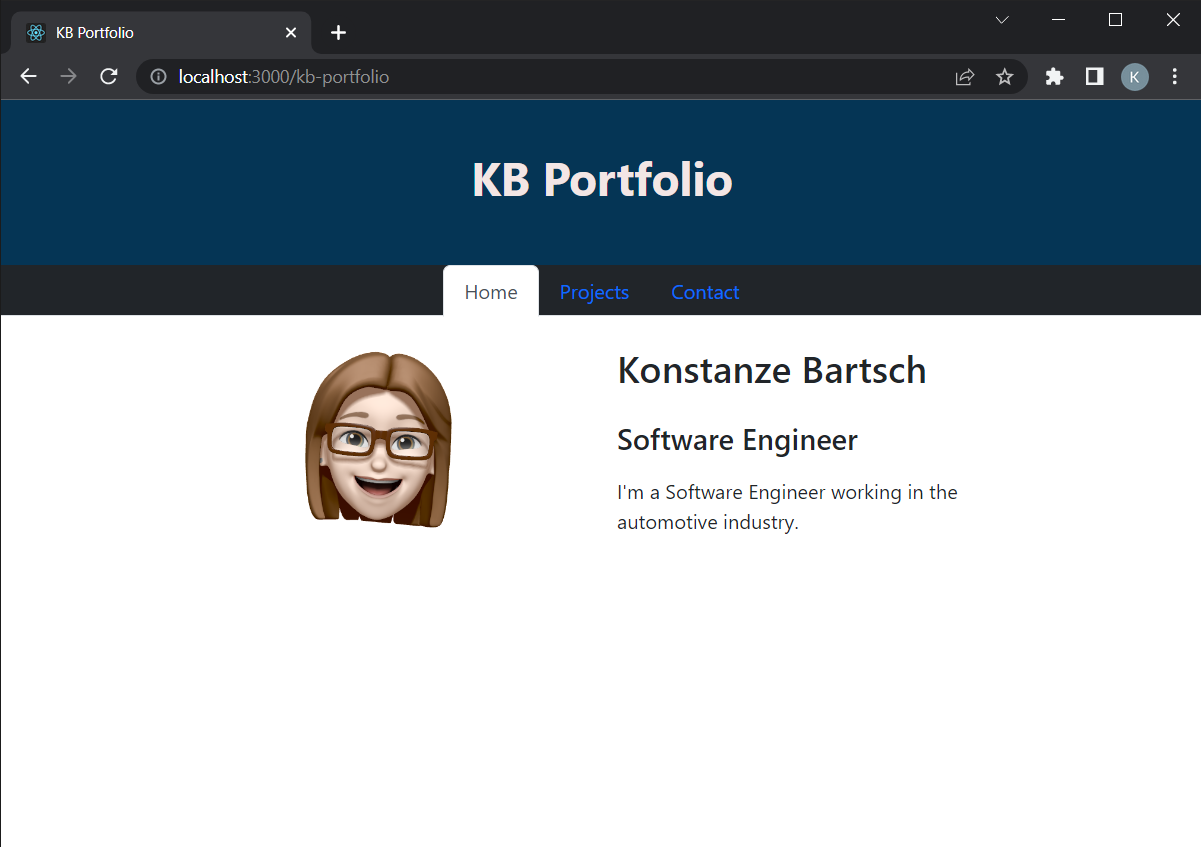 KB Portfolio
localhost:3000/kb-portfolio
K
KB Portfolio
Home Projects Contact
Konstanze Bartsch
Software Engineer
I'm a Software Engineer working in the
automotive industry.